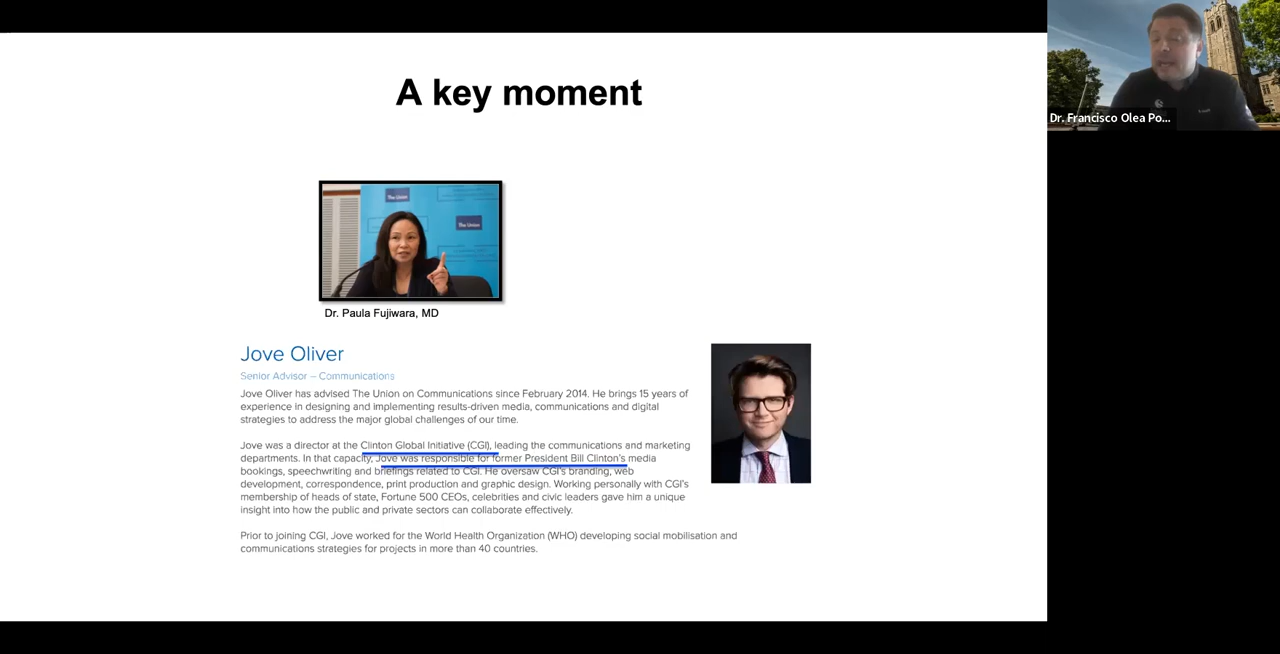 A key moment
Dr. Francisco Olea Po...
The Union
The Union
Dr. Paula Fujiwara, MD
Jove Oliver
Senior Advisor – Communications
Jove Oliver has advised The Union on Communications since February 2014. He brings 15 years of
experience in designing and implementing results-driven media, communications and digital
strategies to address the major global challenges of our time.
Jove was a director at the Clinton Global Initiative (CGI), leading the communications and marketing
departments. In that capacity, Jove was responsible for former President Bill Clinton's media
bookings, speechwriting and briefings related to CGI. He oversaw CGI's branding, web
development, correspondence, print production and graphic design. Working personally with CGI's
membership of heads of state, Fortune 500 CEOs, celebrities and civic leaders gave him a unique
insight into how the public and private sectors can collaborate effectively.
Prior to joining CGI, Jove worked for the World Health Organization (WHO) developing social mobilisation and
communications strategies for projects in more than 40 countries.